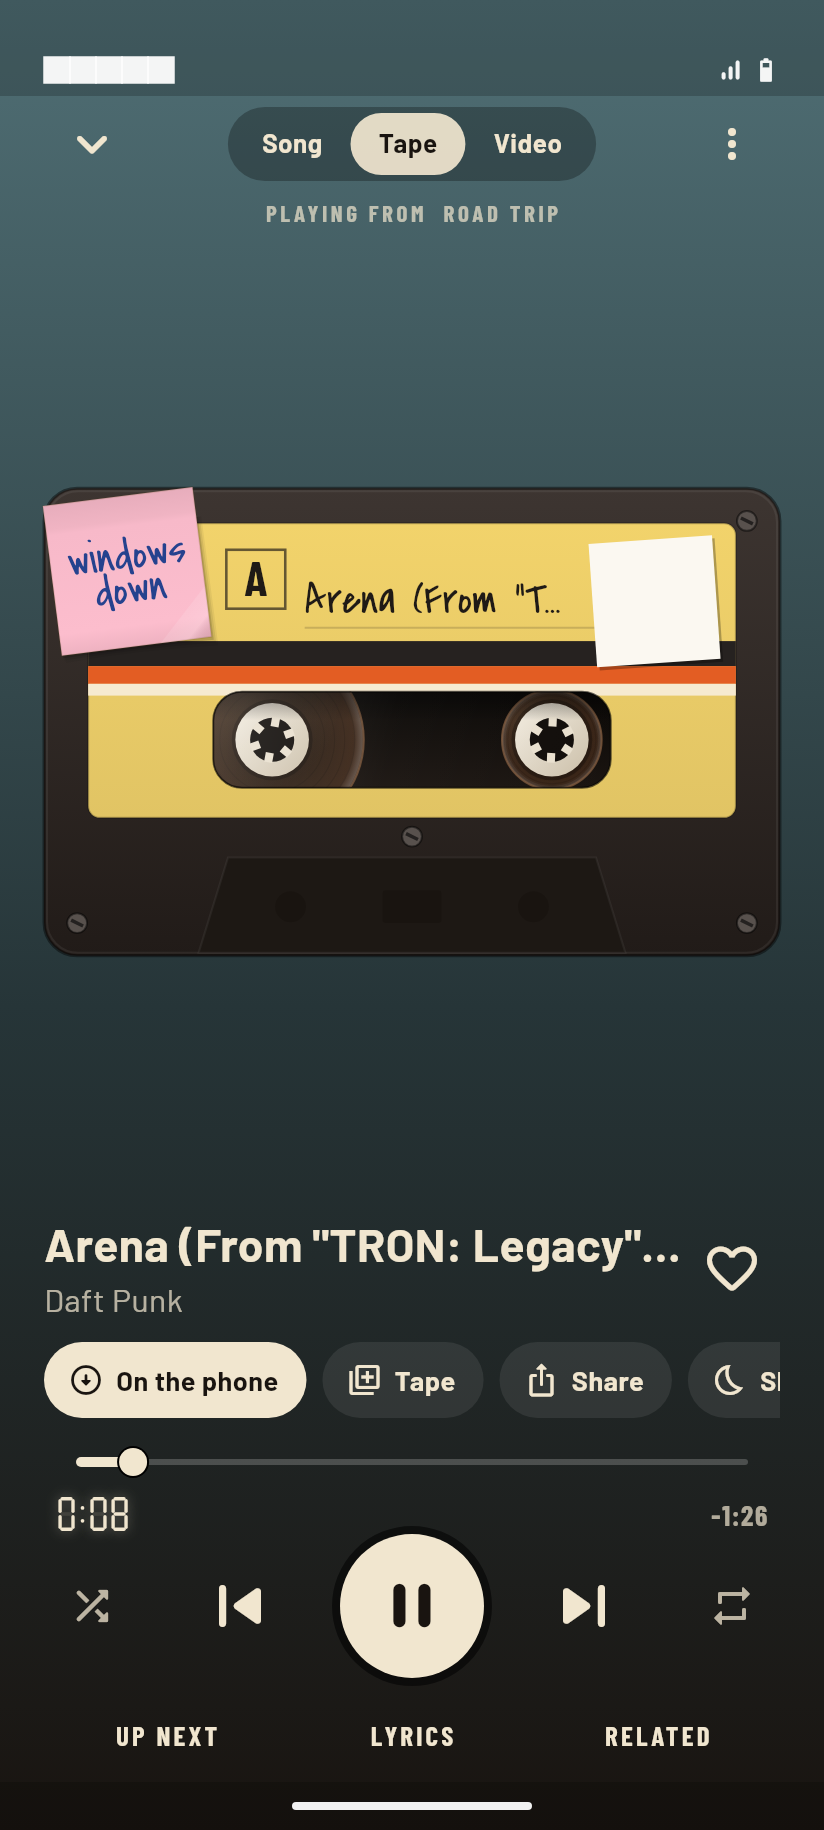 Song Tape Video
PLAYING FROM ROAD TRIP
windows
down
A
Arena (From "T...
Arena (From "TRON: Legacy"...
Daft Punk
On the phone Tape Share Sl
0:08 -1:26
UP NEXT LYRICS RELATED